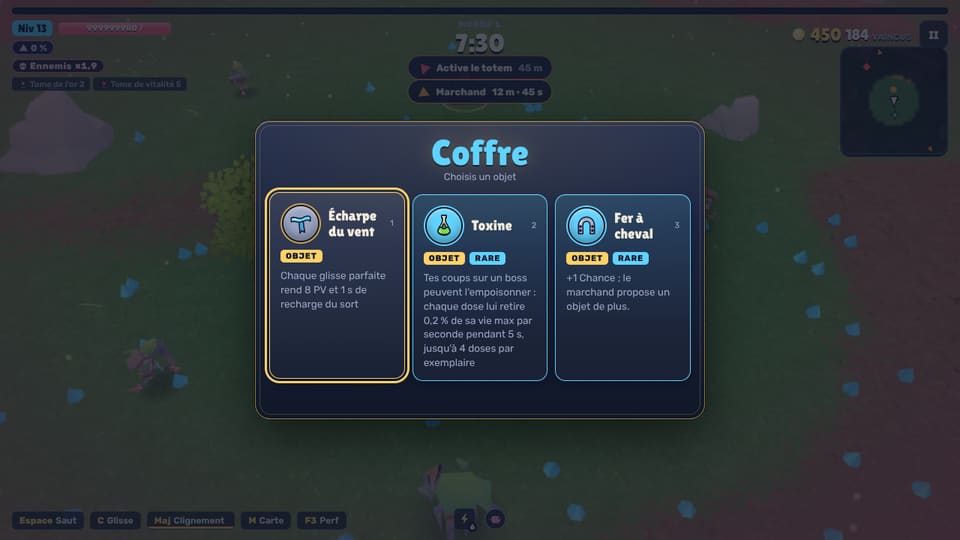 Niv 13
▲ 0 %
Ennemis ×1,9
Tome de l'or 2
Tome de vitalité 5
7:30
Active le totem 45 m
Marchand 12 m · 45 s
450 184 VAINCUS
Coffre
Choisis un objet
Écharpe du vent 1
OBJET
Chaque glisse parfaite
rend 8 PV et 1 s de
recharge du sort
Toxine 2
OBJET RARE
Tes coups sur un boss
peuvent l'empoisonner :
chaque dose lui retire
0,2 % de sa vie max par
seconde pendant 5 s,
jusqu'à 4 doses par
exemplaire
Fer à cheval 3
OBJET RARE
+1 Chance ; le
marchand propose un
objet de plus.
Espace Saut
C Glisse
Maj Clignement
M Carte
F3 Perf